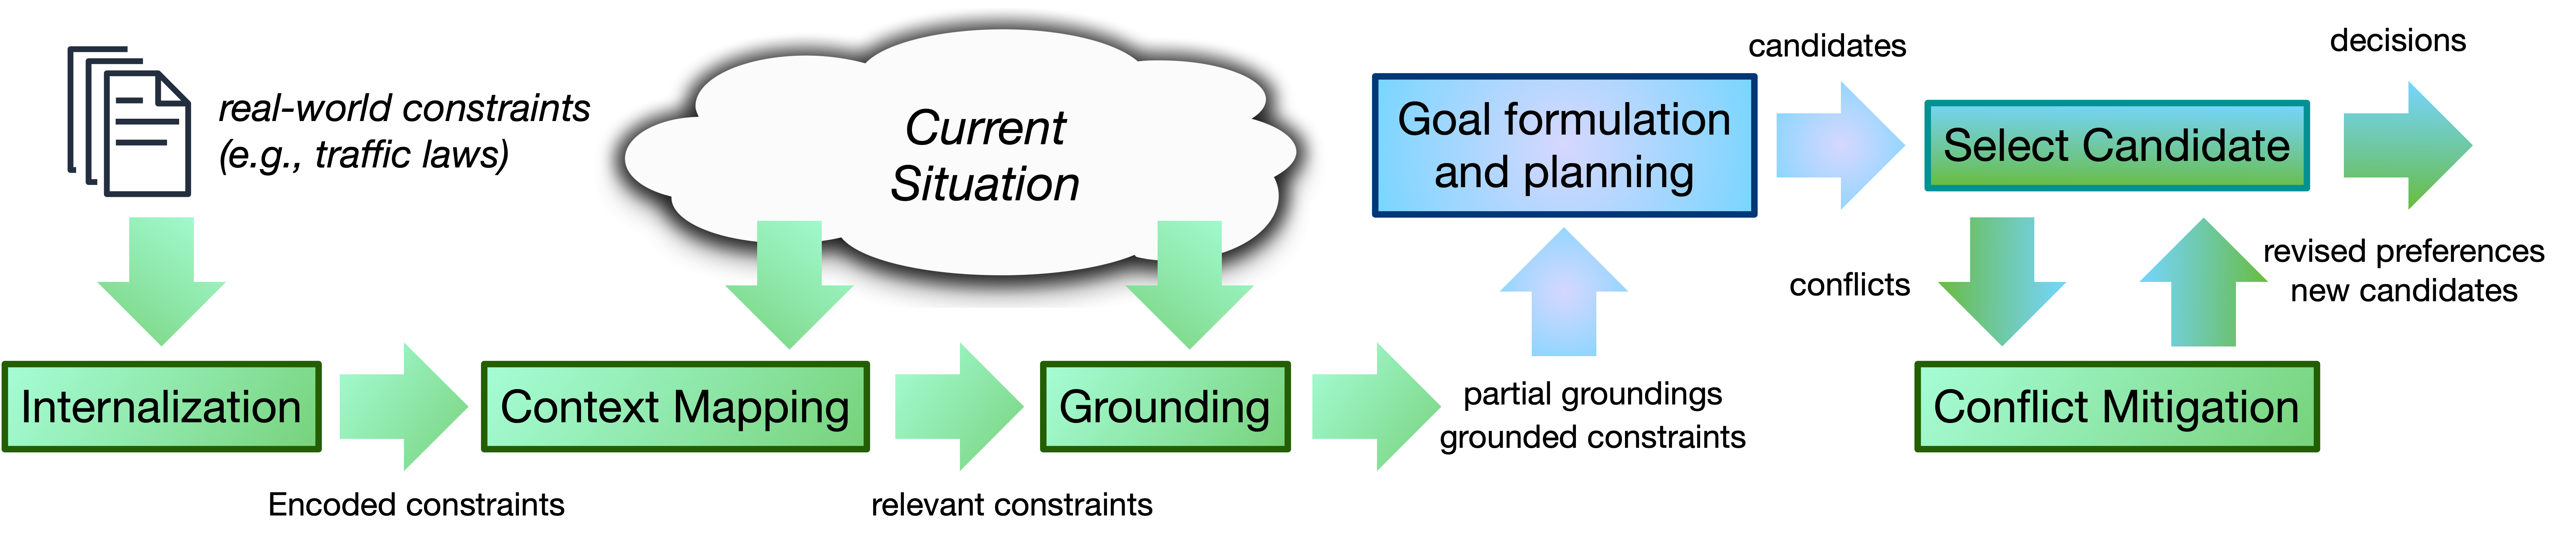 real-world constraints
(e.g., traffic laws)
Current
Situation
Internalization
Encoded constraints
Context Mapping
relevant constraints
Grounding
partial groundings
grounded constraints
Goal formulation
and planning
candidates
Select Candidate
decisions
conflicts
revised preferences
new candidates
Conflict Mitigation